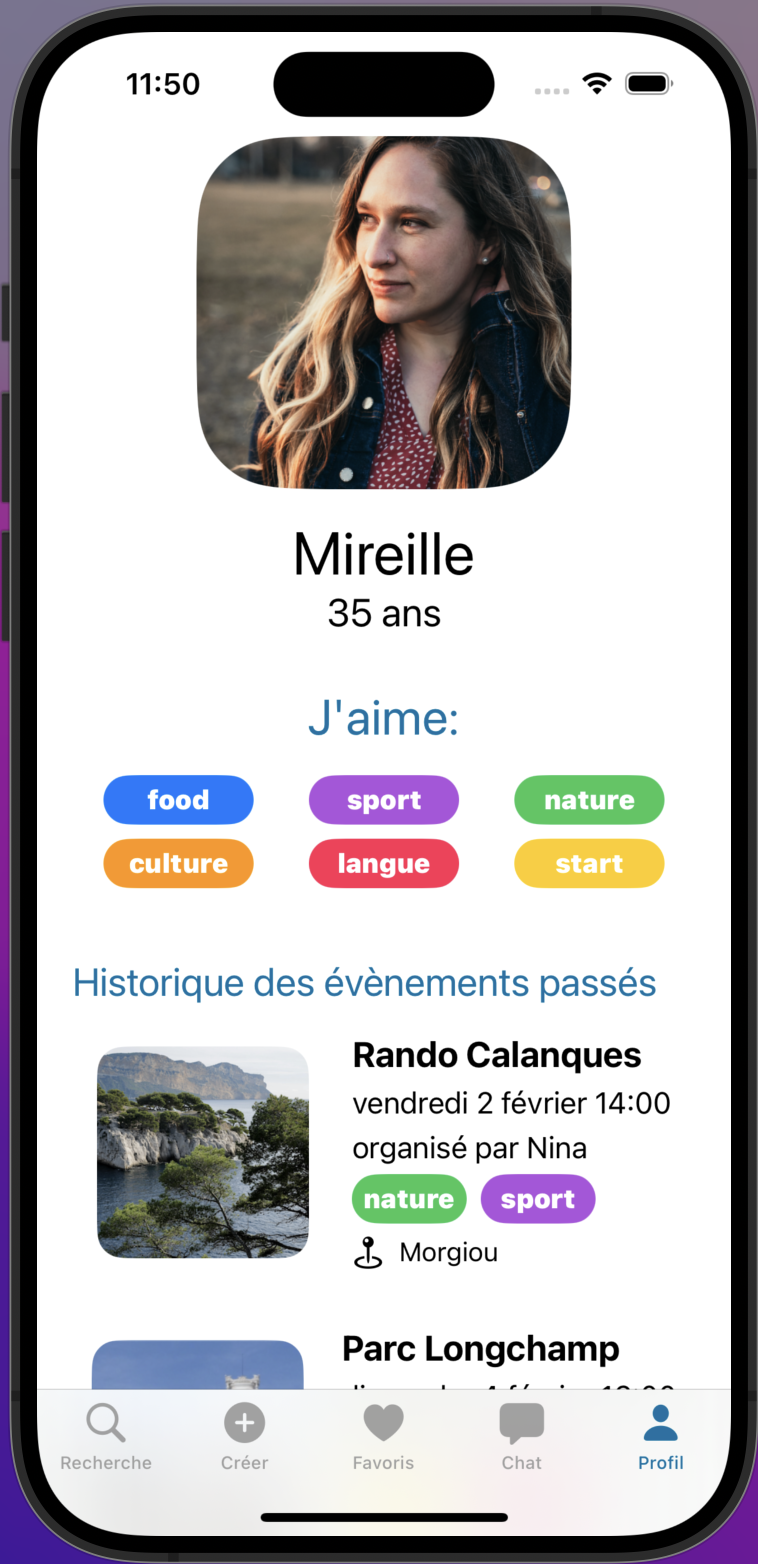 11:50
Mireille
35 ans
J'aime:
food sport nature
culture langue start
Historique des évènements passés
Rando Calanques
vendredi 2 février 14:00
organisé par Nina
nature sport
Morgiou
Parc Longchamp
Recherche Créer Favoris Chat Profil